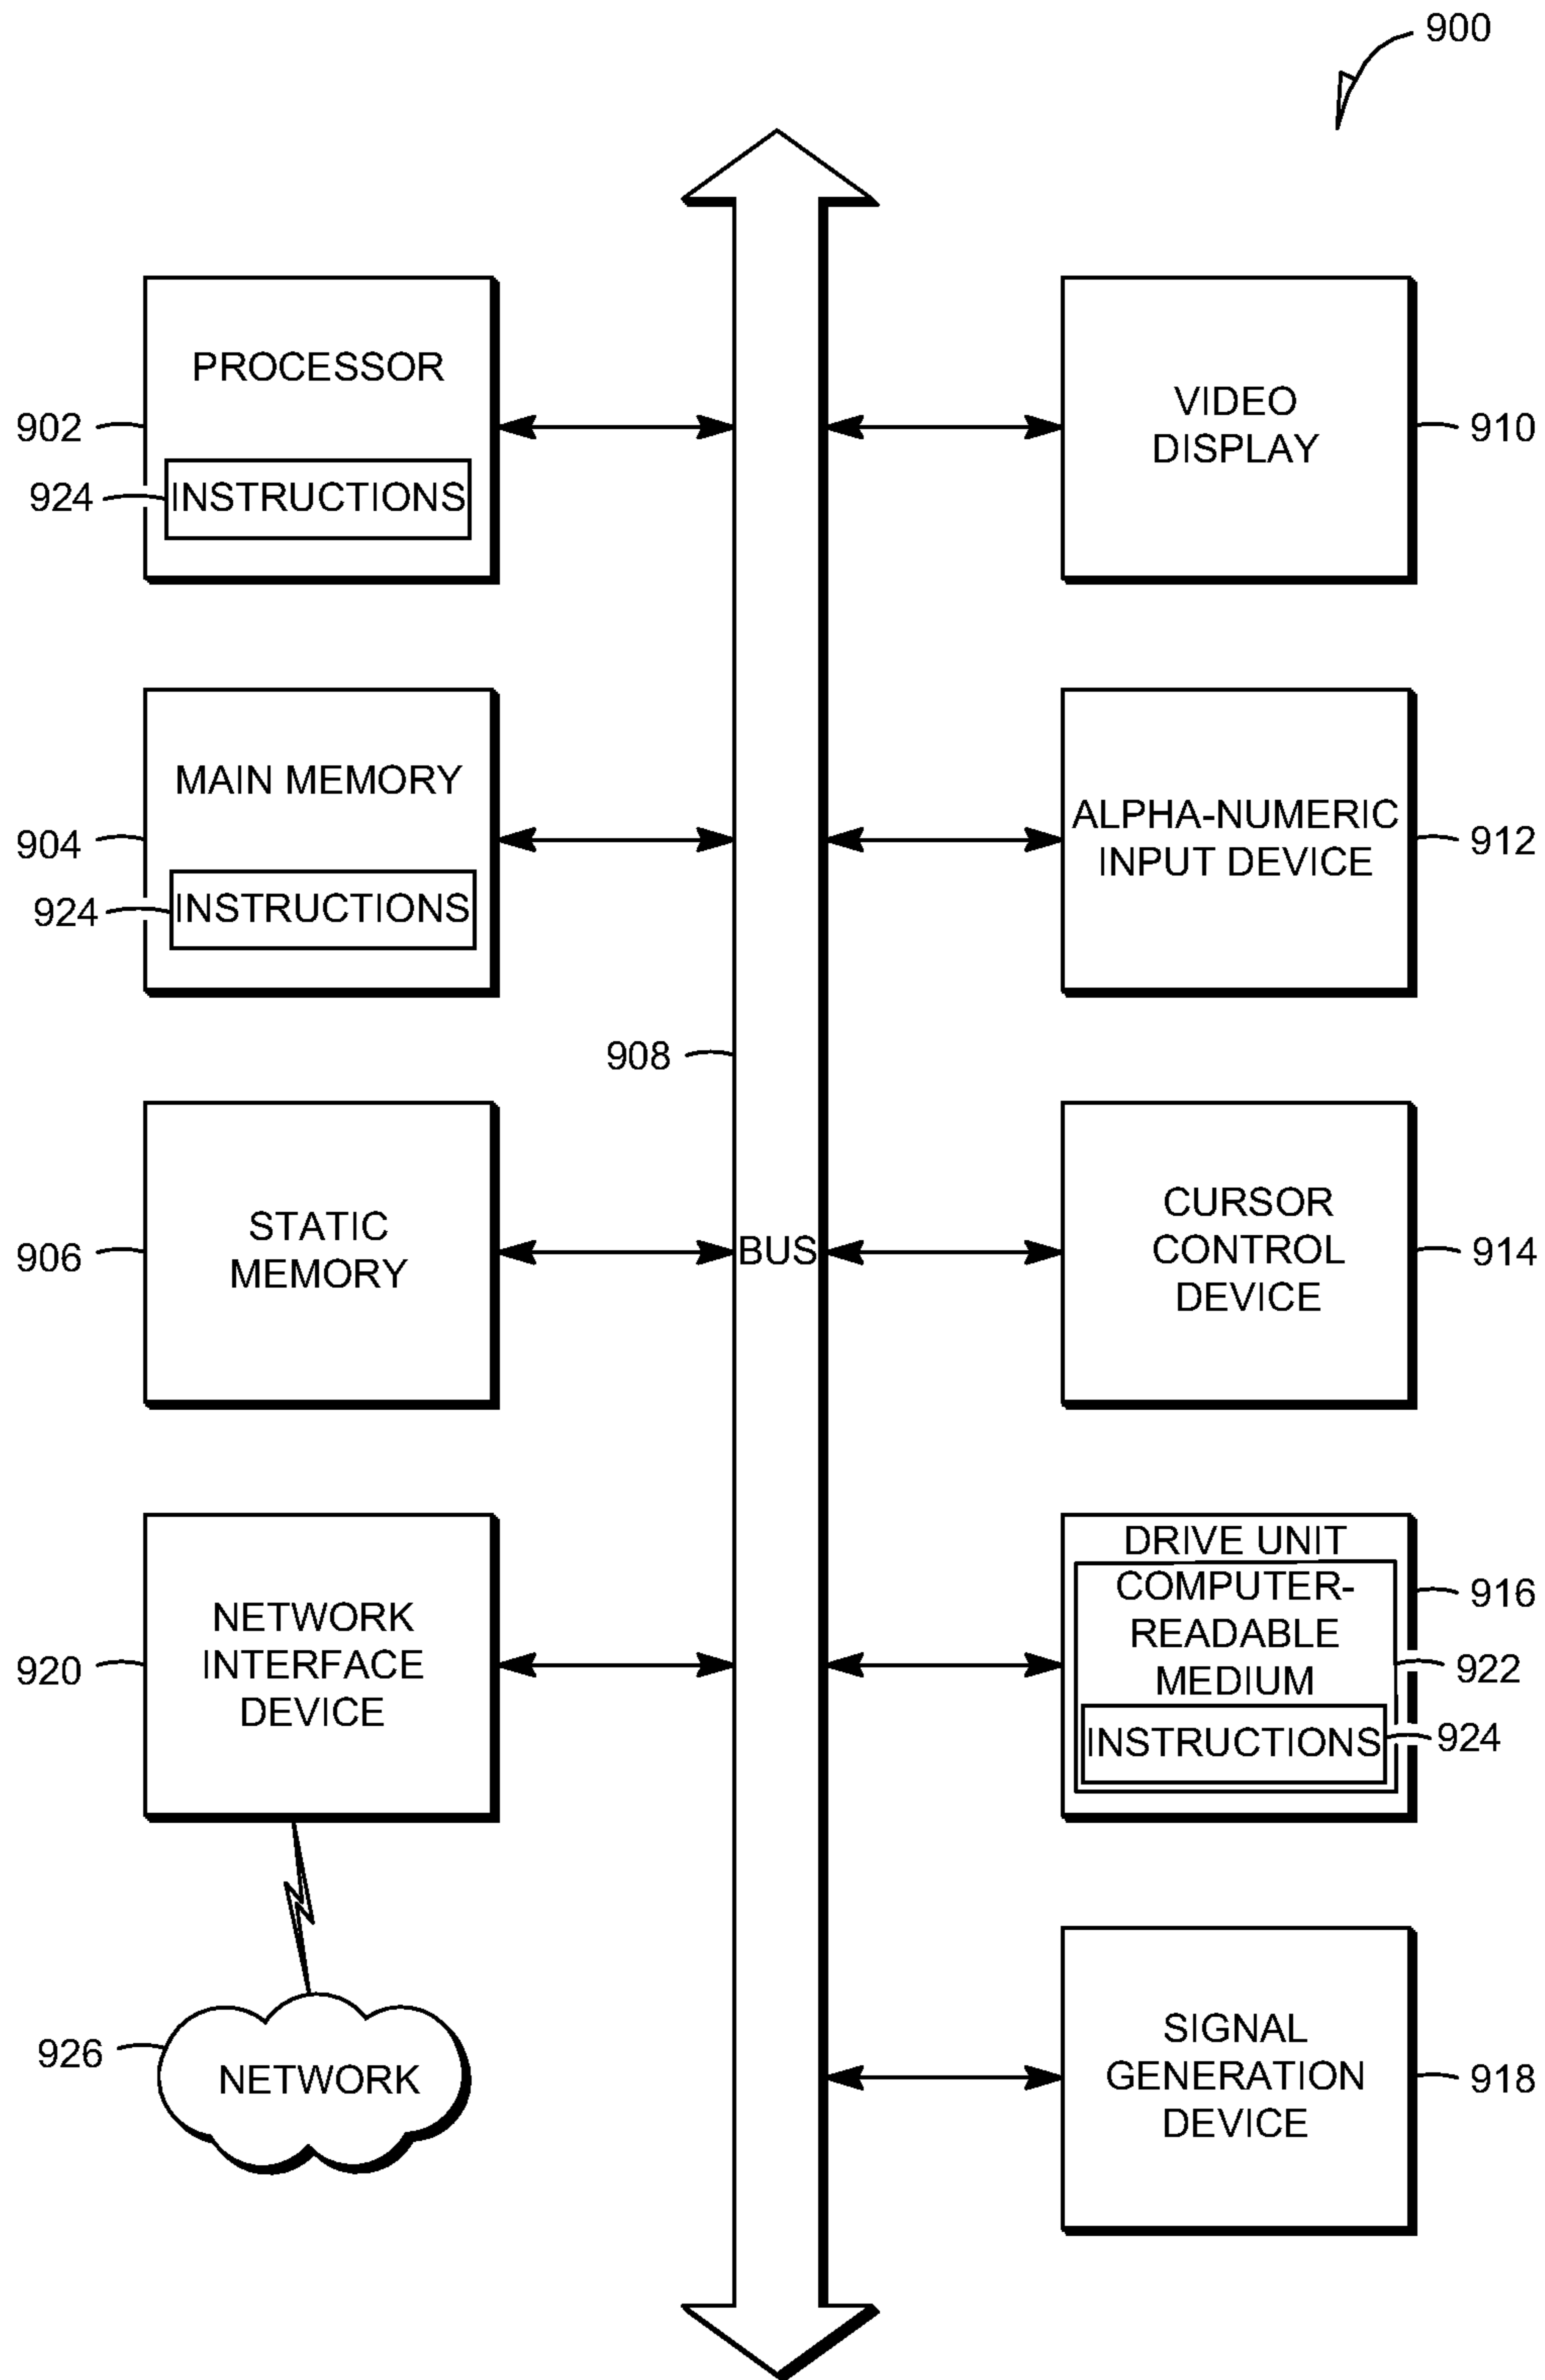 900
PROCESSOR
902
924
INSTRUCTIONS
VIDEO
DISPLAY
910
MAIN MEMORY
904
924
INSTRUCTIONS
ALPHA-NUMERIC
INPUT DEVICE
912
908
STATIC
MEMORY
906
BUS
CURSOR
CONTROL
DEVICE
914
NETWORK
INTERFACE
DEVICE
920
DRIVE UNIT
COMPUTER-
READABLE
MEDIUM
INSTRUCTIONS
916
922
924
926
NETWORK
SIGNAL
GENERATION
DEVICE
918